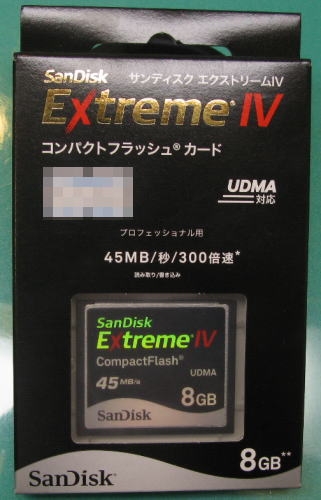 SanDisk サンディスク エクストリームIV
Extreme® IV
コンパクトフラッシュ® カード
UDMA
対応
プロフェッショナル用
45MB/秒/300倍速*
読み取り/書き込み
SanDisk
Extreme® IV
CompactFlash®
UDMA
45 MB/s
8GB
SanDisk
SanDisk®
8GB**